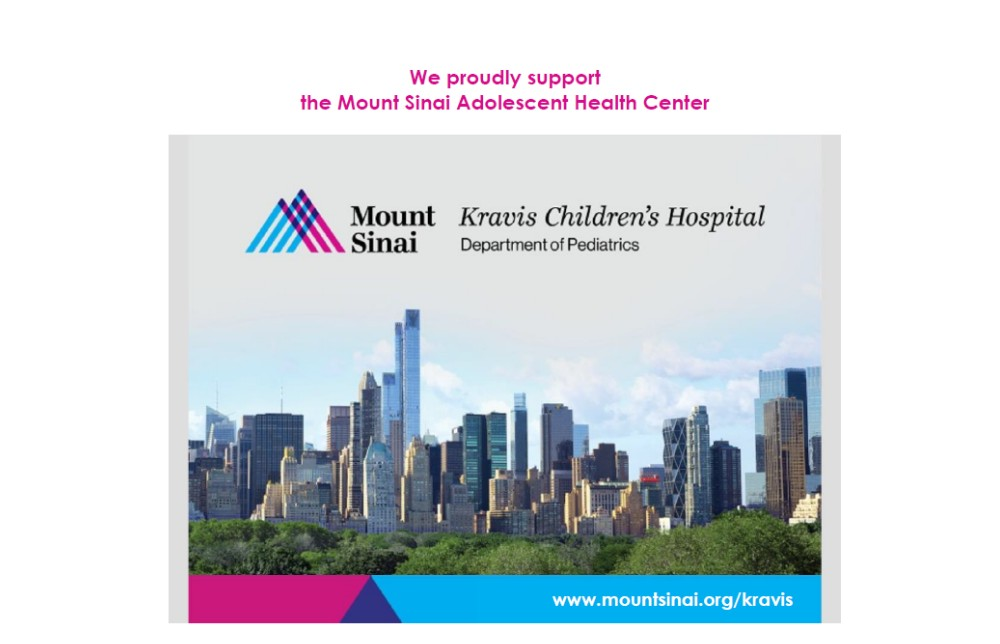 We proudly support
the Mount Sinai Adolescent Health Center
Mount
Sinai
Kravis Children's Hospital
Department of Pediatrics
www.mountsinai.org/kravis